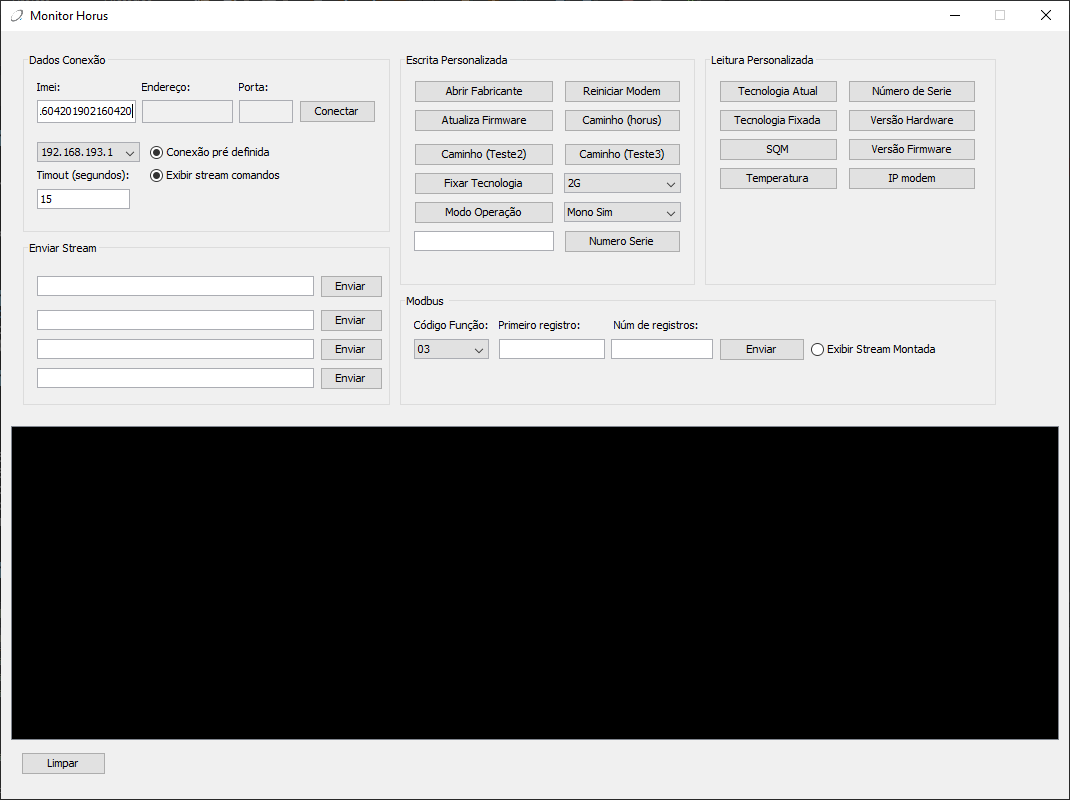 Monitor Horus
Dados Conexão
Imei:
Endereço:
Porta:
.604201902160420
Conectar
192.168.193.1
Conexão pré definida
Timout (segundos):
Exibir stream comandos
15
Enviar Stream
Enviar
Enviar
Enviar
Enviar
Escrita Personalizada
Abrir Fabricante
Reiniciar Modem
Atualiza Firmware
Caminho (horus)
Caminho (Teste2)
Caminho (Teste3)
Fixar Tecnologia
2G
Modo Operação
Mono Sim
Numero Serie
Leitura Personalizada
Tecnologia Atual
Número de Serie
Tecnologia Fixada
Versão Hardware
SQM
Versão Firmware
Temperatura
IP modem
Modbus
Código Função:
Primeiro registro:
Núm de registros:
03
Enviar
Exibir Stream Montada
Limpar